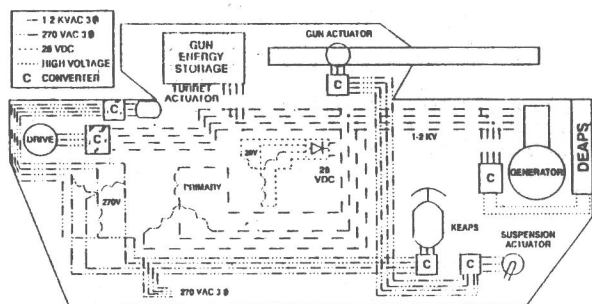 1-2 KVAC 3 Ø
270 VAC 3 Ø
28 VDC
HIGH VOLTAGE
C CONVERTER
GUN ACTUATOR
GUN
ENERGY
STORAGE
TURRET
ACTUATOR
C
C
DRIVE
C
1-2 KV
GENERATOR
DEAPS
28V
28
VDC
PRIMARY
270V
C
KEAPS
SUSPENSION
ACTUATOR
C
C
270 VAC 3 Ø